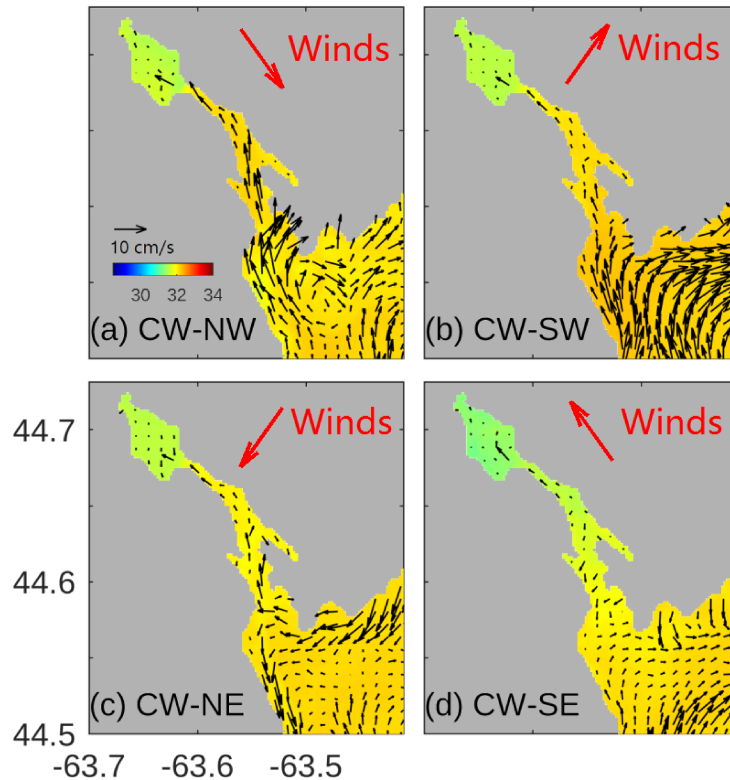 Winds
10 cm/s
30 32 34
(a) CW-NW
Winds
(b) CW-SW
44.7
44.6
44.5
Winds
(c) CW-NE
-63.7 -63.6 -63.5
Winds
(d) CW-SE